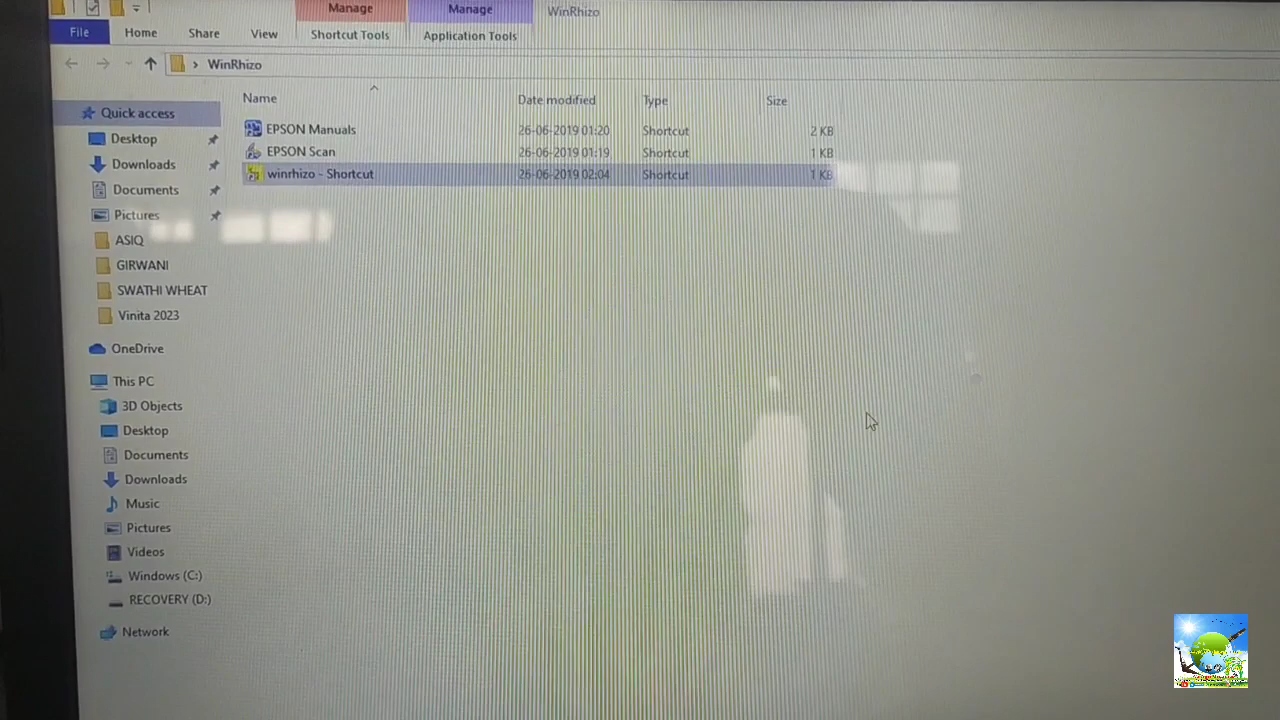 Manage Manage WinRhizo
File Home Share View Shortcut Tools Application Tools
WinRhizo
Name Date modified Type Size
Quick access
Desktop
Downloads
Documents
Pictures
ASIQ
GIRWANI
SWATHI WHEAT
Vinita 2023
OneDrive
This PC
3D Objects
Desktop
Documents
Downloads
Music
Pictures
Videos
Windows (C:)
RECOVERY (D:)
Network
EPSON Manuals 26-06-2019 01:20 Shortcut 2 KB
EPSON Scan 26-06-2019 01:19 Shortcut 1 KB
winrhizo - Shortcut 26-06-2019 02:04 Shortcut 1 KB